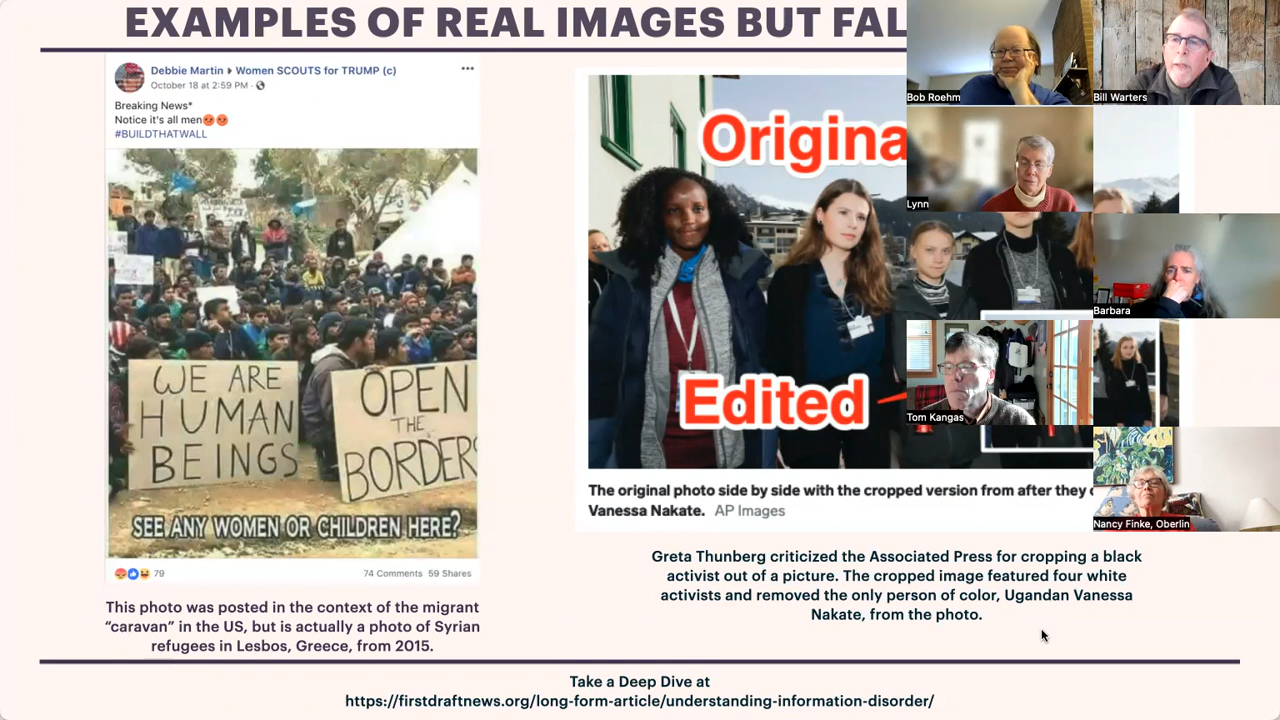 EXAMPLES OF REAL IMAGES BUT FAL
Debbie Martin ▸ Women SCOUTS for TRUMP (c)
October 18 at 2:59 PM ·
Breaking News*
Notice it's all men😡😡
#BUILDTHATWALL
WE ARE
HUMAN
BEINGS
OPEN
THE
BORDERS
SEE ANY WOMEN OR CHILDREN HERE?
79
74 Comments 59 Shares
This photo was posted in the context of the migrant
“caravan” in the US, but is actually a photo of Syrian
refugees in Lesbos, Greece, from 2015.
Origina
Edited
The original photo side by side with the cropped version from after they
Vanessa Nakate. AP Images
Greta Thunberg criticized the Associated Press for cropping a black
activist out of a picture. The cropped image featured four white
activists and removed the only person of color, Ugandan Vanessa
Nakate, from the photo.
Bob Roehm
Bill Warters
Lynn
Barbara
Tom Kangas
Nancy Finke, Oberlin
Take a Deep Dive at
https://firstdraftnews.org/long-form-article/understanding-information-disorder/